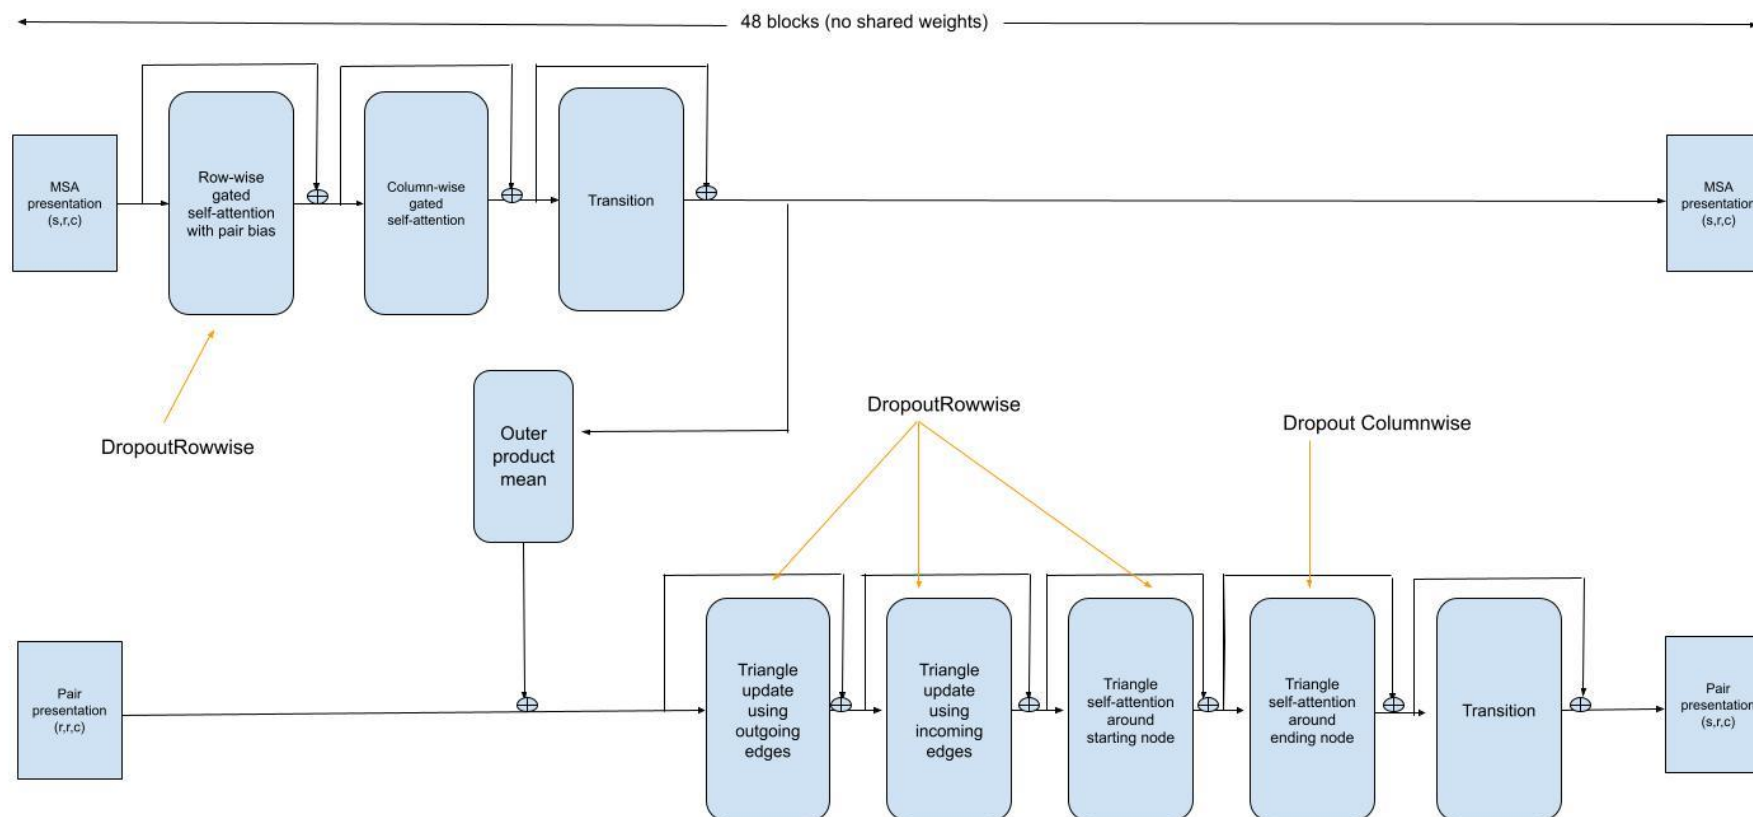 48 blocks (no shared weights)
MSA
presentation
(s,r,c)
Row-wise
gated
self-attention
with pair bias
Column-wise
gated
self-attention
Transition
MSA
presentation
(s,r,c)
DropoutRowwise
Outer
product
mean
DropoutRowwise
Dropout Columnwise
Pair
presentation
(r,r,c)
Triangle
update
using
outgoing
edges
Triangle
update
using
incoming
edges
Triangle
self-attention
around
starting node
Triangle
self-attention
around
ending node
Transition
Pair
presentation
(s,r,c)